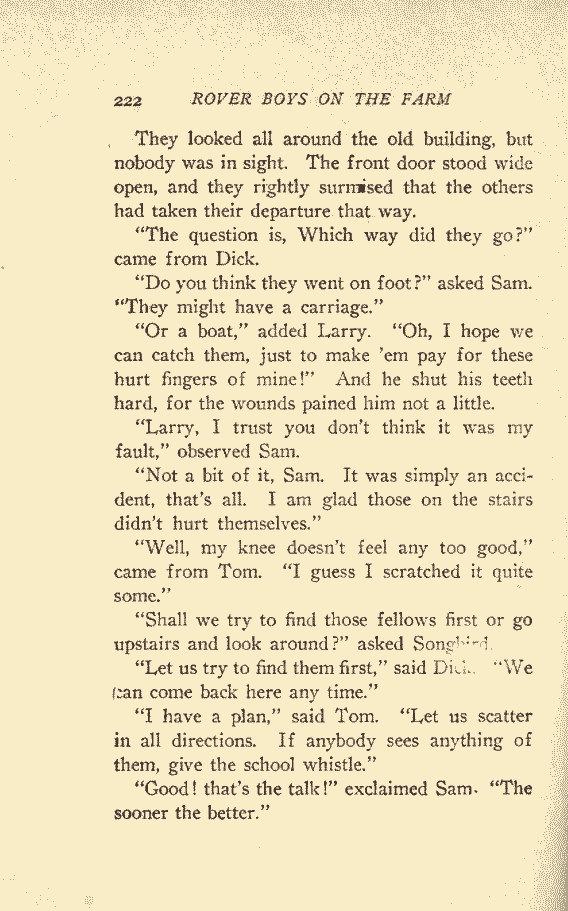 222 ROVER BOYS ON THE FARM
They looked all around the old building, but
nobody was in sight. The front door stood wide
open, and they rightly surmised that the others
had taken their departure that way.
"The question is, Which way did they go?"
came from Dick.
"Do you think they went on foot?" asked Sam.
"They might have a carriage."
"Or a boat," added Larry. "Oh, I hope we
can catch them, just to make 'em pay for these
hurt fingers of mine!" And he shut his teeth
hard, for the wounds pained him not a little.
"Larry, I trust you don't think it was my
fault," observed Sam.
"Not a bit of it, Sam. It was simply an acci-
dent, that's all. I am glad those on the stairs
didn't hurt themselves."
"Well, my knee doesn't feel any too good,"
came from Tom. "I guess I scratched it quite
some."
"Shall we try to find those fellows first or go
upstairs and look around?" asked Songbird.
"Let us try to find them first," said Dick. "We
can come back here any time."
"I have a plan," said Tom. "Let us scatter
in all directions. If anybody sees anything of
them, give the school whistle."
"Good! that's the talk!" exclaimed Sam. "The
sooner the better."